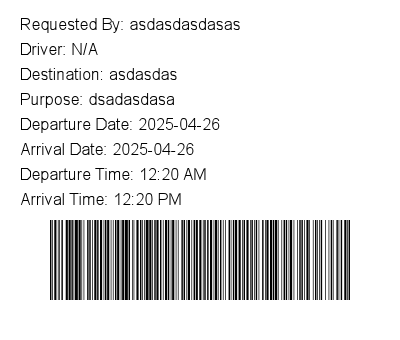 Requested By: asdasdasdasas
Driver: N/A
Destination: asdasdas
Purpose: dsadasdasa
Departure Date: 2025-04-26
Arrival Date: 2025-04-26
Departure Time: 12:20 AM
Arrival Time: 12:20 PM